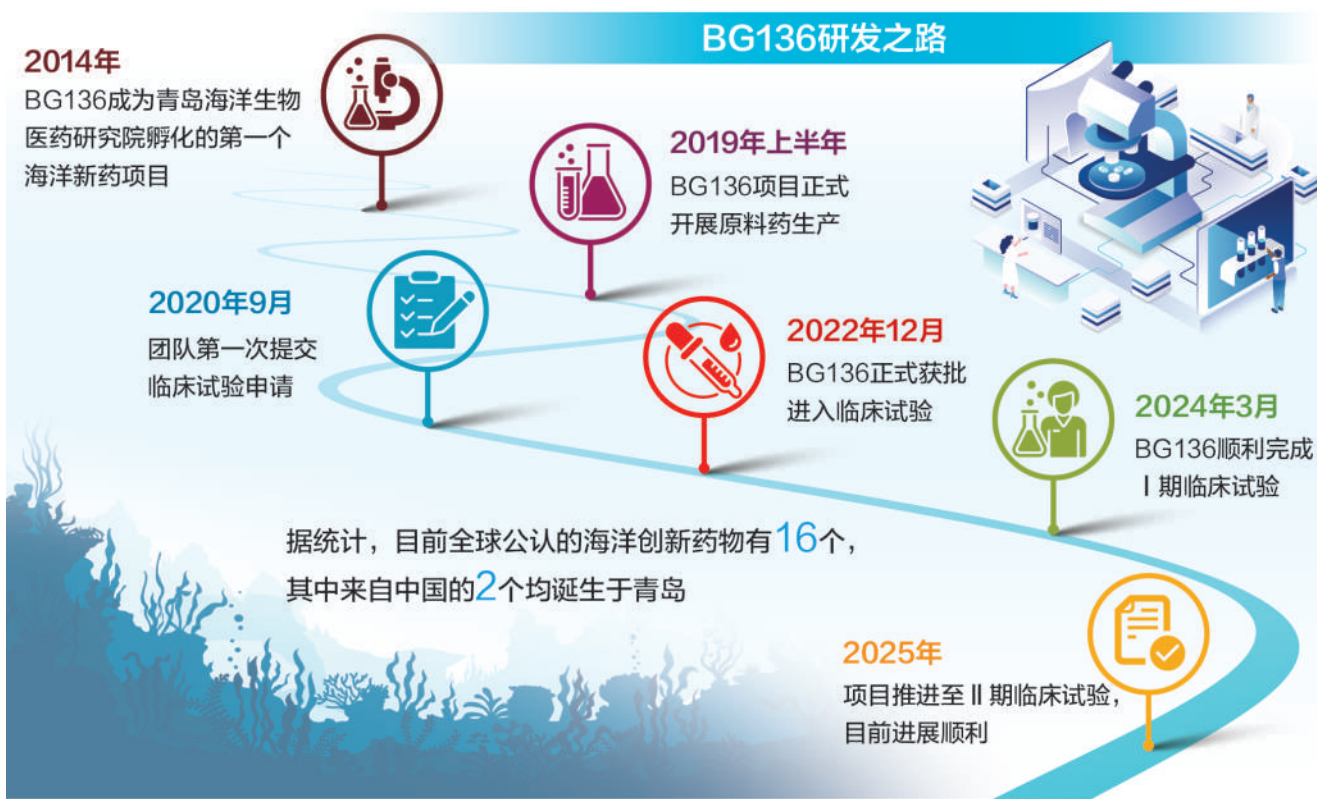 BG136研发之路
2014年
BG136成为青岛海洋生物
医药研究院孵化的第一个
海洋新药项目
2019年上半年
BG136项目正式
开展原料药生产
2020年9月
团队第一次提交
临床试验申请
2022年12月
BG136正式获批
进入临床试验
2024年3月
BG136顺利完成
Ⅰ期临床试验
据统计，目前全球公认的海洋创新药物有16个，
其中来自中国的2个均诞生于青岛
2025年
项目推进至Ⅱ期临床试验，
目前进展顺利